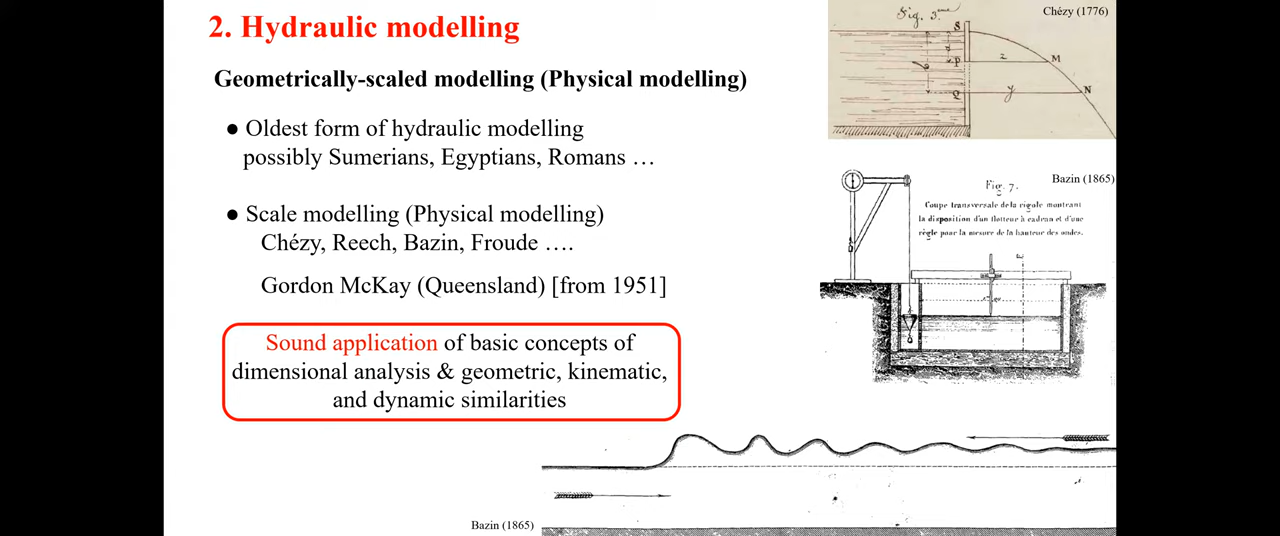 2. Hydraulic modelling
Geometrically-scaled modelling (Physical modelling)
● Oldest form of hydraulic modelling
possibly Sumerians, Egyptians, Romans …
● Scale modelling (Physical modelling)
Chézy, Reech, Bazin, Froude ….
Gordon McKay (Queensland) [from 1951]
Sound application of basic concepts of
dimensional analysis & geometric, kinematic,
and dynamic similarities
Chézy (1776)
Fig. 3.eme
S
P
z
M
Q
y
N
Bazin (1865)
Fig. 7.
Coupe transversale de la rigole montrant
la disposition d'un flotteur à cadran et d'une
règle pour la mesure de la hauteur des ondes.
Bazin (1865)